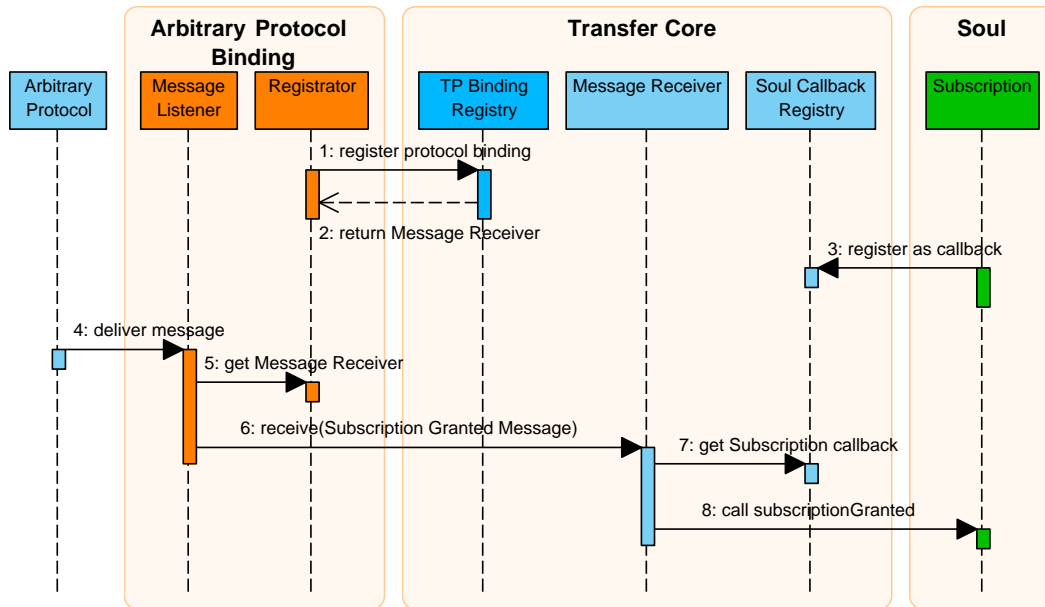 Arbitrary Protocol
Binding
Transfer Core
Soul
Arbitrary
Protocol
Message
Listener
Registrator
TP Binding
Registry
Message Receiver
Soul Callback
Registry
Subscription
1: register protocol binding
2: return Message Receiver
3: register as callback
4: deliver message
5: get Message Receiver
6: receive(Subscription Granted Message)
7: get Subscription callback
8: call subscriptionGranted